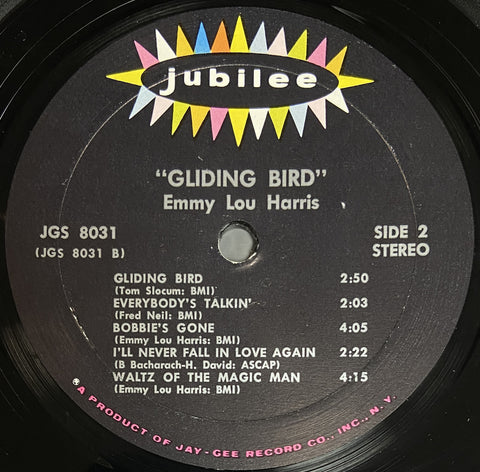 jubilee
"GLIDING BIRD"
Emmy Lou Harris
JGS 8031
(JGS 8031 B)
SIDE 2
STEREO
GLIDING BIRD 2:50
(Tom Slocum: BMI)
EVERYBODY'S TALKIN' 2:03
(Fred Neil: BMI)
BOBBIE'S GONE 4:05
(Emmy Lou Harris: BMI)
I'LL NEVER FALL IN LOVE AGAIN 2:22
(B Bacharach-H. David: ASCAP)
WALTZ OF THE MAGIC MAN 4:15
(Emmy Lou Harris: BMI)
®A PRODUCT OF JAY-GEE RECORD CO., INC., N.Y.